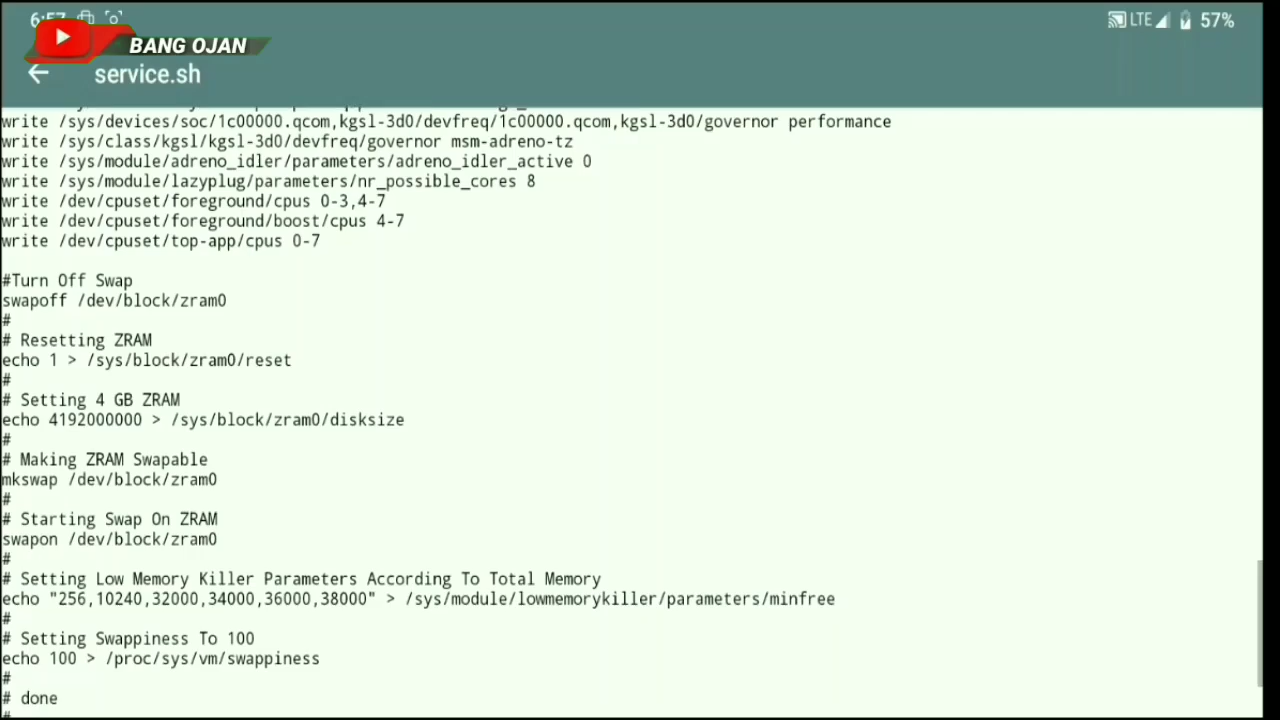 6:57
LTE 57%
BANG OJAN
service.sh
write /sys/devices/soc/1c00000.qcom,kgsl-3d0/devfreq/1c00000.qcom,kgsl-3d0/governor performance
write /sys/class/kgsl/kgsl-3d0/devfreq/governor msm-adreno-tz
write /sys/module/adreno_idler/parameters/adreno_idler_active 0
write /sys/module/lazyplug/parameters/nr_possible_cores 8
write /dev/cpuset/foreground/cpus 0-3,4-7
write /dev/cpuset/foreground/boost/cpus 4-7
write /dev/cpuset/top-app/cpus 0-7
#Turn Off Swap
swapoff /dev/block/zram0
#
# Resetting ZRAM
echo 1 > /sys/block/zram0/reset
#
# Setting 4 GB ZRAM
echo 4192000000 > /sys/block/zram0/disksize
#
# Making ZRAM Swapable
mkswap /dev/block/zram0
#
# Starting Swap On ZRAM
swapon /dev/block/zram0
#
# Setting Low Memory Killer Parameters According To Total Memory
echo "256,10240,32000,34000,36000,38000" > /sys/module/lowmemorykiller/parameters/minfree
#
# Setting Swappiness To 100
echo 100 > /proc/sys/vm/swappiness
#
# done
#